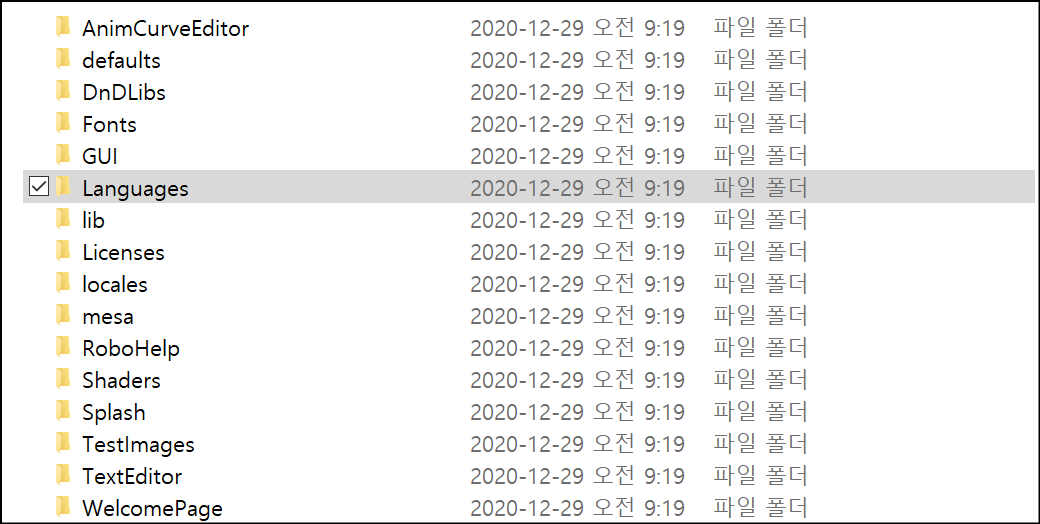 AnimCurveEditor 2020-12-29 오전 9:19 파일 폴더
defaults 2020-12-29 오전 9:19 파일 폴더
DnDLibs 2020-12-29 오전 9:19 파일 폴더
Fonts 2020-12-29 오전 9:19 파일 폴더
GUI 2020-12-29 오전 9:19 파일 폴더
Languages 2020-12-29 오전 9:19 파일 폴더
lib 2020-12-29 오전 9:19 파일 폴더
Licenses 2020-12-29 오전 9:19 파일 폴더
locales 2020-12-29 오전 9:19 파일 폴더
mesa 2020-12-29 오전 9:19 파일 폴더
RoboHelp 2020-12-29 오전 9:19 파일 폴더
Shaders 2020-12-29 오전 9:19 파일 폴더
Splash 2020-12-29 오전 9:19 파일 폴더
TestImages 2020-12-29 오전 9:19 파일 폴더
TextEditor 2020-12-29 오전 9:19 파일 폴더
WelcomePage 2020-12-29 오전 9:19 파일 폴더